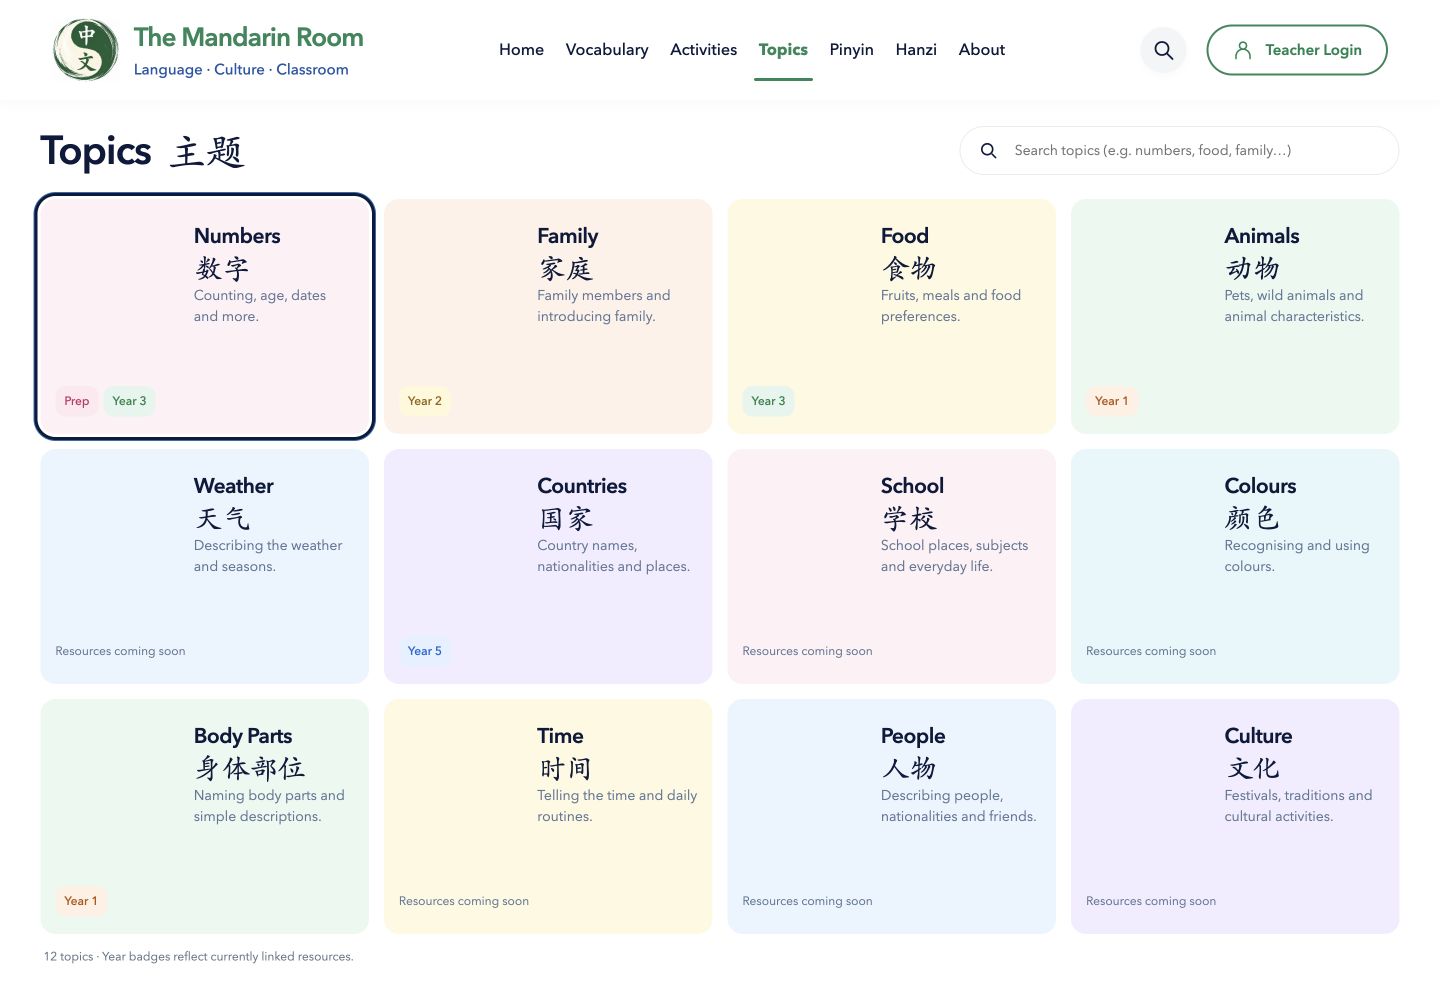 中文
The Mandarin Room
Language · Culture · Classroom
Home Vocabulary Activities Topics Pinyin Hanzi About
Teacher Login
Topics 主题
Search topics (e.g. numbers, food, family…)
Numbers
数字
Counting, age, dates
and more.
Prep Year 3
Family
家庭
Family members and
introducing family.
Year 2
Food
食物
Fruits, meals and food
preferences.
Year 3
Animals
动物
Pets, wild animals and
animal characteristics.
Year 1
Weather
天气
Describing the weather
and seasons.
Resources coming soon
Countries
国家
Country names,
nationalities and places.
Year 5
School
学校
School places, subjects
and everyday life.
Resources coming soon
Colours
颜色
Recognising and using
colours.
Resources coming soon
Body Parts
身体部位
Naming body parts and
simple descriptions.
Year 1
Time
时间
Telling the time and daily
routines.
Resources coming soon
People
人物
Describing people,
nationalities and friends.
Resources coming soon
Culture
文化
Festivals, traditions and
cultural activities.
Resources coming soon
12 topics · Year badges reflect currently linked resources.